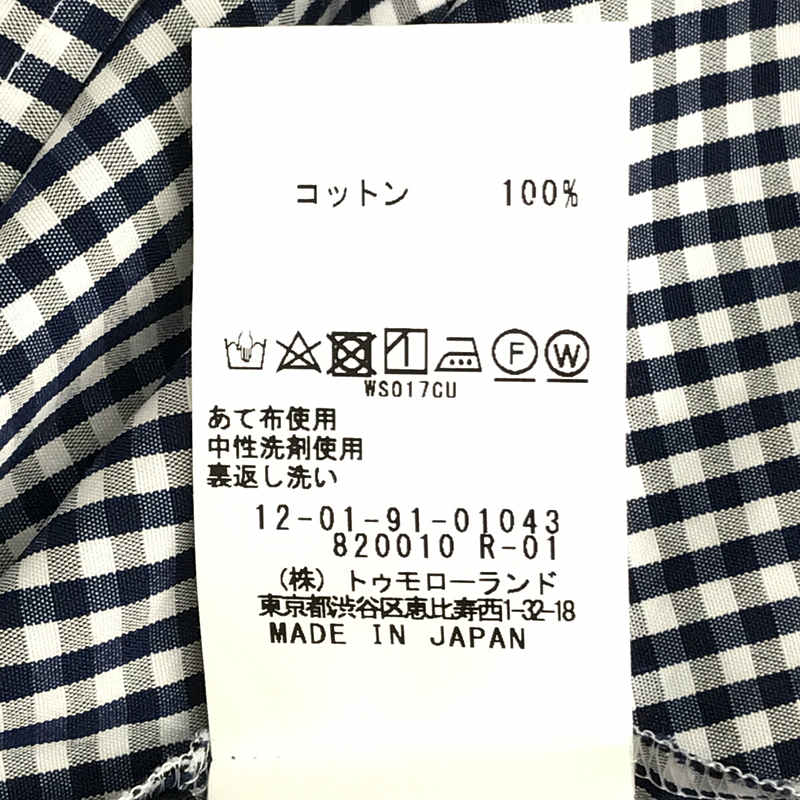 コットン 100%
F W
WS017CU
あて布使用
中性洗剤使用
裏返し洗い
12-01-91-01043
820010 R-01
（株）トゥモローランド
東京都渋谷区恵比寿西1-32-18
MADE IN JAPAN